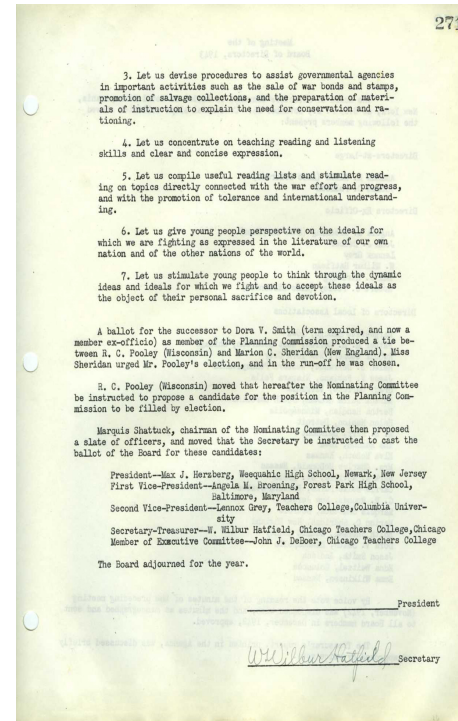 271
3. Let us devise procedures to assist governmental agencies
in important activities such as the sale of war bonds and stamps,
promotion of salvage collections, and the preparation of materi-
als of instruction to explain the need for conservation and ra-
tioning.
4. Let us concentrate on teaching reading and listening
skills and clear and concise expression.
5. Let us compile useful reading lists and stimulate read-
ing on topics directly connected with the war effort and progress,
and with the promotion of tolerance and international understand-
ing.
6. Let us give young people perspective on the ideals for
which we are fighting as expressed in the literature of our own
nation and of the other nations of the world.
7. Let us stimulate young people to think through the dynamic
ideas and ideals for which we fight and to accept these ideals as
the object of their personal sacrifice and devotion.
A ballot for the successor to Dora V. Smith (term expired, and now a
member ex-officio) as member of the Planning Commission produced a tie be-
tween R. C. Pooley (Wisconsin) and Marion C. Sheridan (New England). Miss
Sheridan urged Mr. Pooley's election, and in the run-off he was chosen.
R. C. Pooley (Wisconsin) moved that hereafter the Nominating Committee
be instructed to propose a candidate for the position in the Planning Com-
mission to be filled by election.
Marquis Shattuck, chairman of the Nominating Committee then proposed
a slate of officers, and moved that the Secretary be instructed to cast the
ballot of the Board for these candidates:
President--Max J. Herzberg, Weequahic High School, Newark, New Jersey
First Vice-President--Angela M. Broening, Forest Park High School,
Baltimore, Maryland
Second Vice-President--Lennox Grey, Teachers College,Columbia Univer-
sity
Secretary-Treasurer--W. Wilbur Hatfield, Chicago Teachers College,Chicago
Member of Executive Committee--John J. DeBoer, Chicago Teachers College
The Board adjourned for the year.
President
W Wilbur Hatfield Secretary